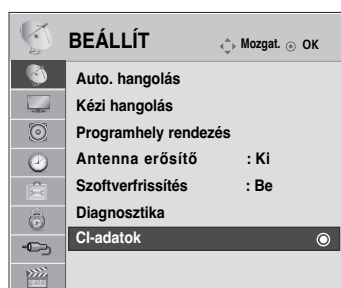 BEÁLLÍT Mozgat. OK
Auto. hangolás
Kézi hangolás
Programhely rendezés
Antenna erősítő : Ki
Szoftverfrissítés : Be
Diagnosztika
CI-adatok